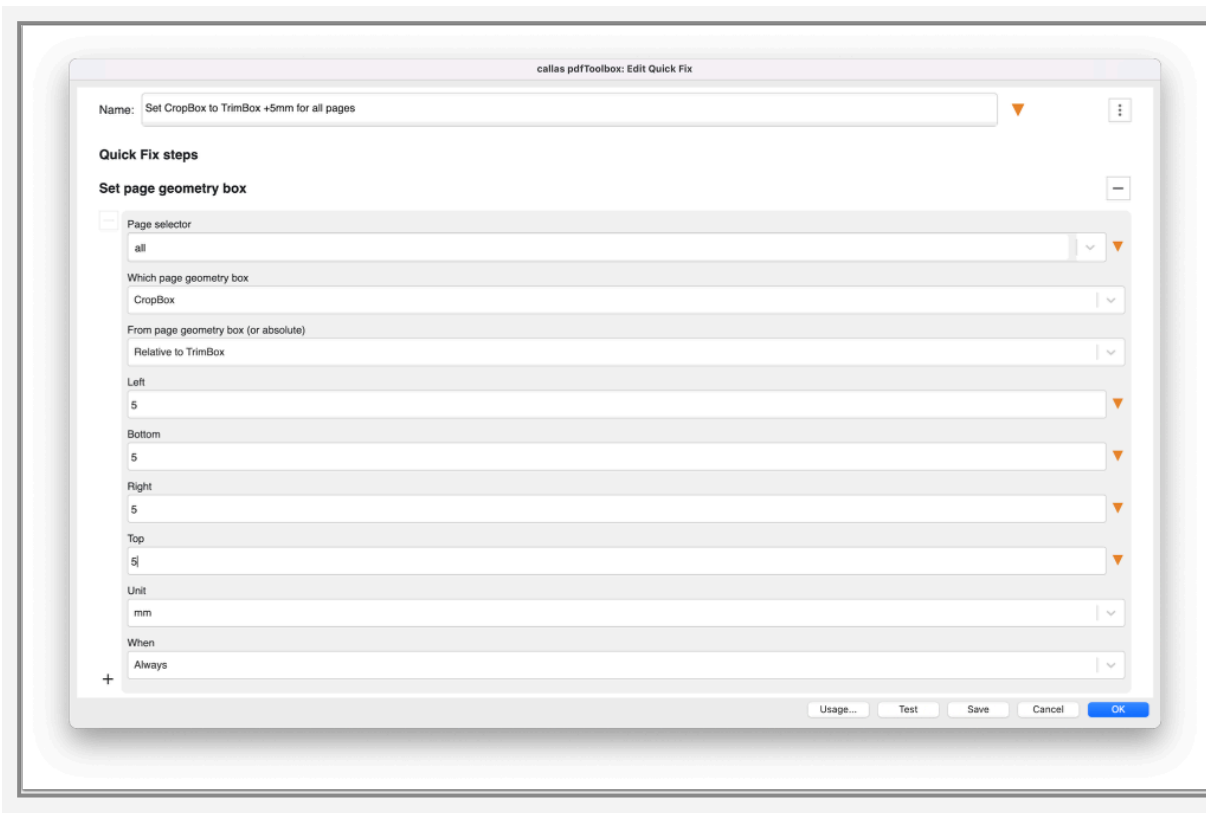 callas pdfToolbox: Edit Quick Fix
Name: Set CropBox to TrimBox +5mm for all pages
Quick Fix steps
Set page geometry box
Page selector
all
Which page geometry box
CropBox
From page geometry box (or absolute)
Relative to TrimBox
Left
5
Bottom
5
Right
5
Top
5
Unit
mm
When
Always
Usage... Test Save Cancel OK